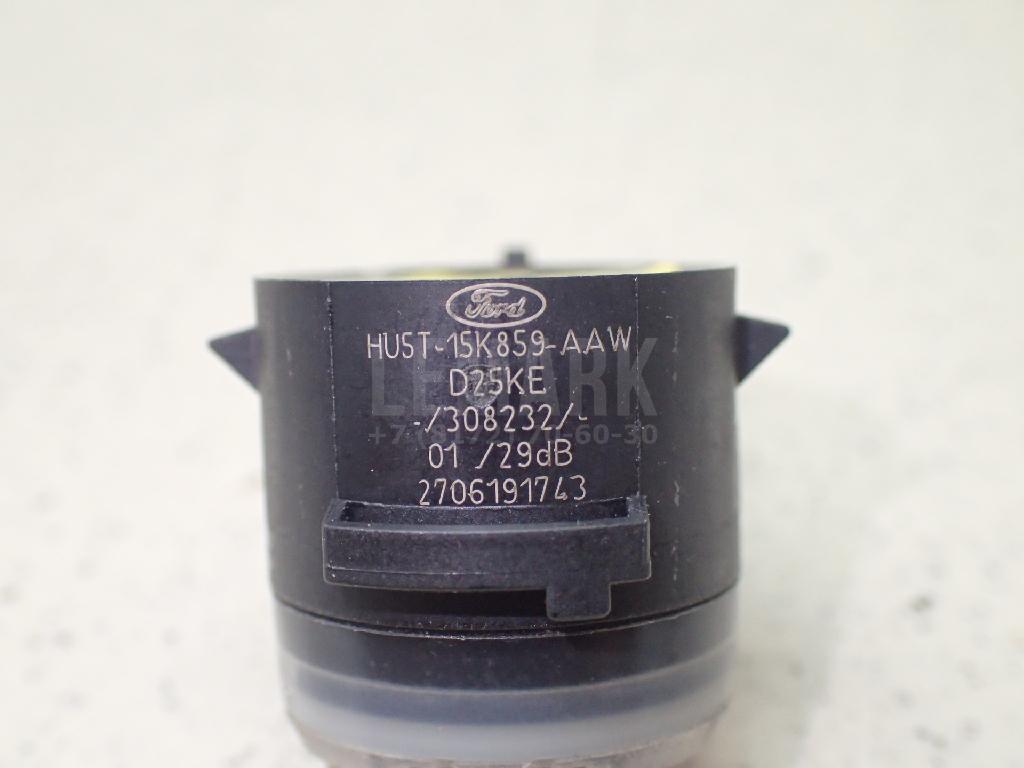 Ford
HU5T-15K859-AAW
D25KE
-/308232/-
01 /29dB
2706191743